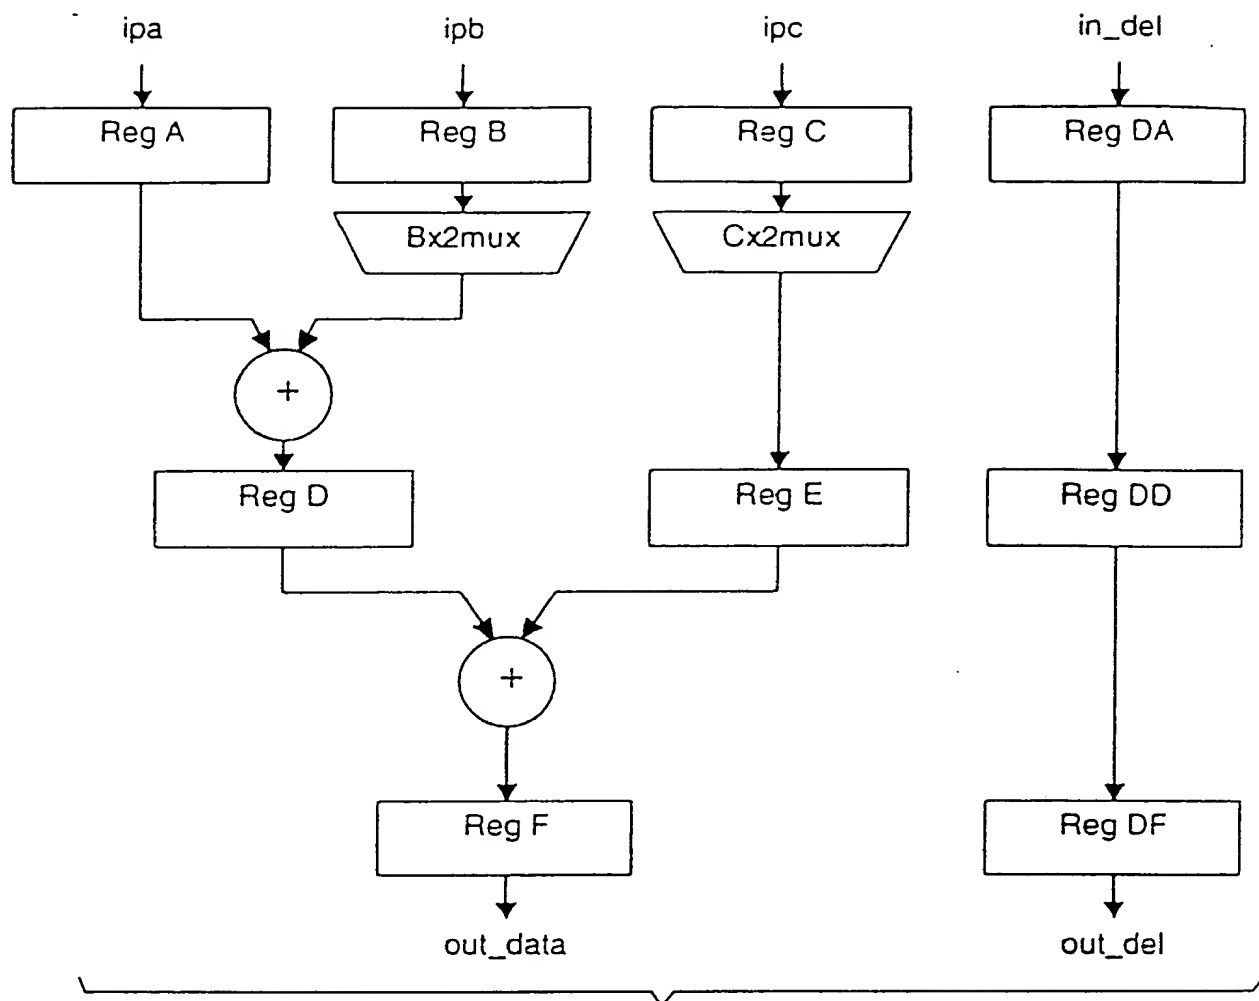 ipa ipb ipc in_del
Reg A Reg B Reg C Reg DA
Bx2mux Cx2mux
+
Reg D Reg E Reg DD
+
Reg F Reg DF
out_data out_del